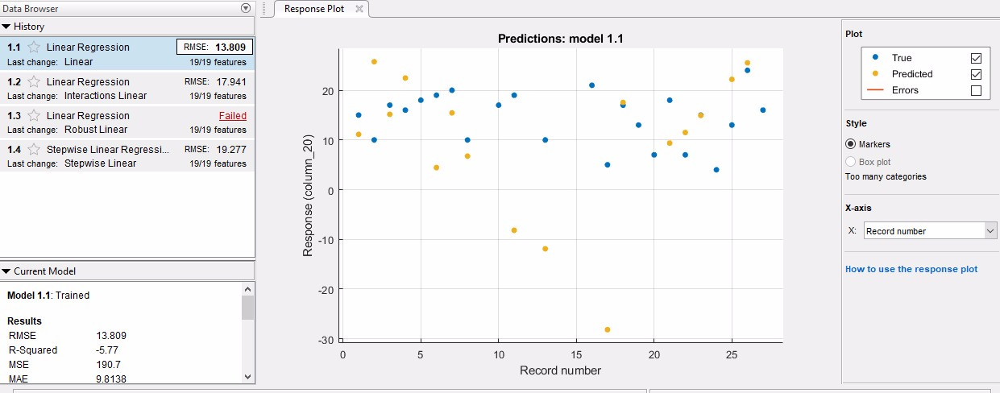 Data Browser
History
1.1 Linear Regression RMSE: 13.809
Last change: Linear 19/19 features
1.2 Linear Regression RMSE: 17.941
Last change: Interactions Linear 19/19 features
1.3 Linear Regression Failed
Last change: Robust Linear 19/19 features
1.4 Stepwise Linear Regressi... RMSE: 19.277
Last change: Stepwise Linear 19/19 features
Current Model
Model 1.1: Trained
Results
RMSE 13.809
R-Squared -5.77
MSE 190.7
MAE 9.8138
Response Plot
Predictions: model 1.1
Response (column_20)
20
10
0
-10
-20
-30
0 5 10 15 20 25
Record number
Plot
True
Predicted
Errors
Style
Markers
Box plot
Too many categories
X-axis
X: Record number
How to use the response plot